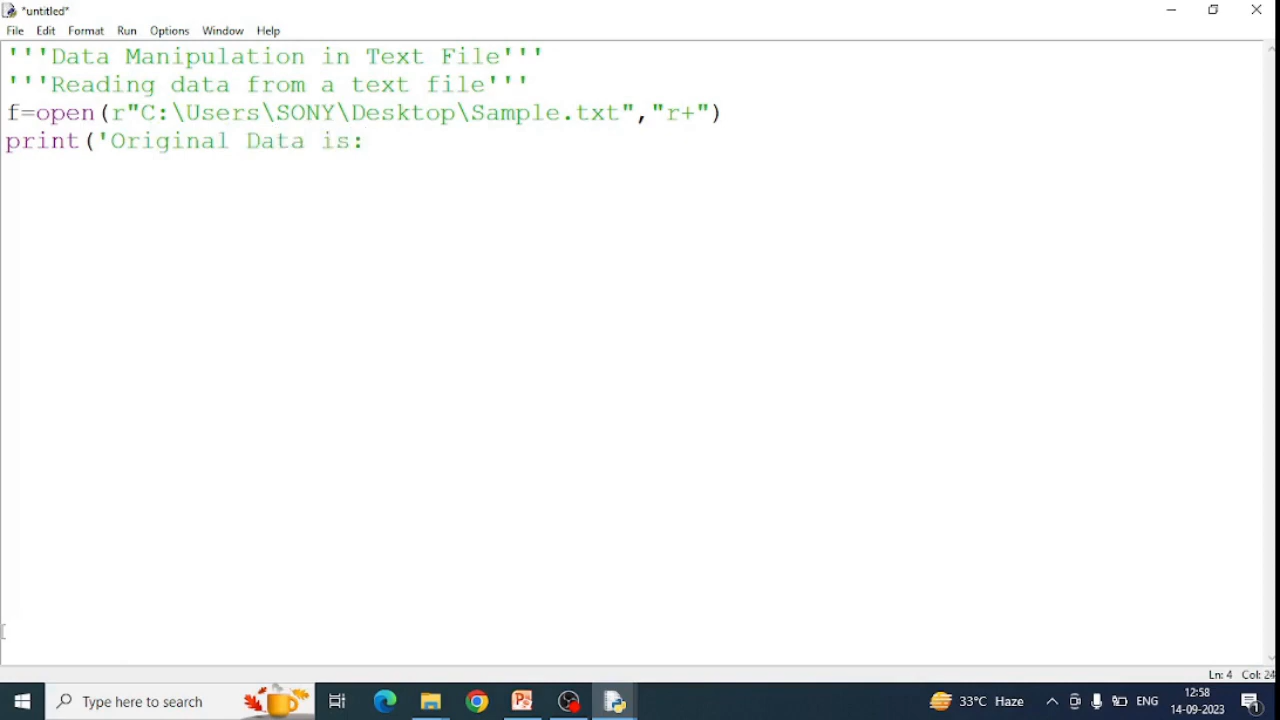 *untitled*
File Edit Format Run Options Window Help
'''Data Manipulation in Text File'''
'''Reading data from a text file'''
f=open(r"C:\Users\SONY\Desktop\Sample.txt","r+")
print('Original Data is:
Ln: 4 Col: 24
Type here to search
33°C Haze
ENG
12:58
14-09-2023
1